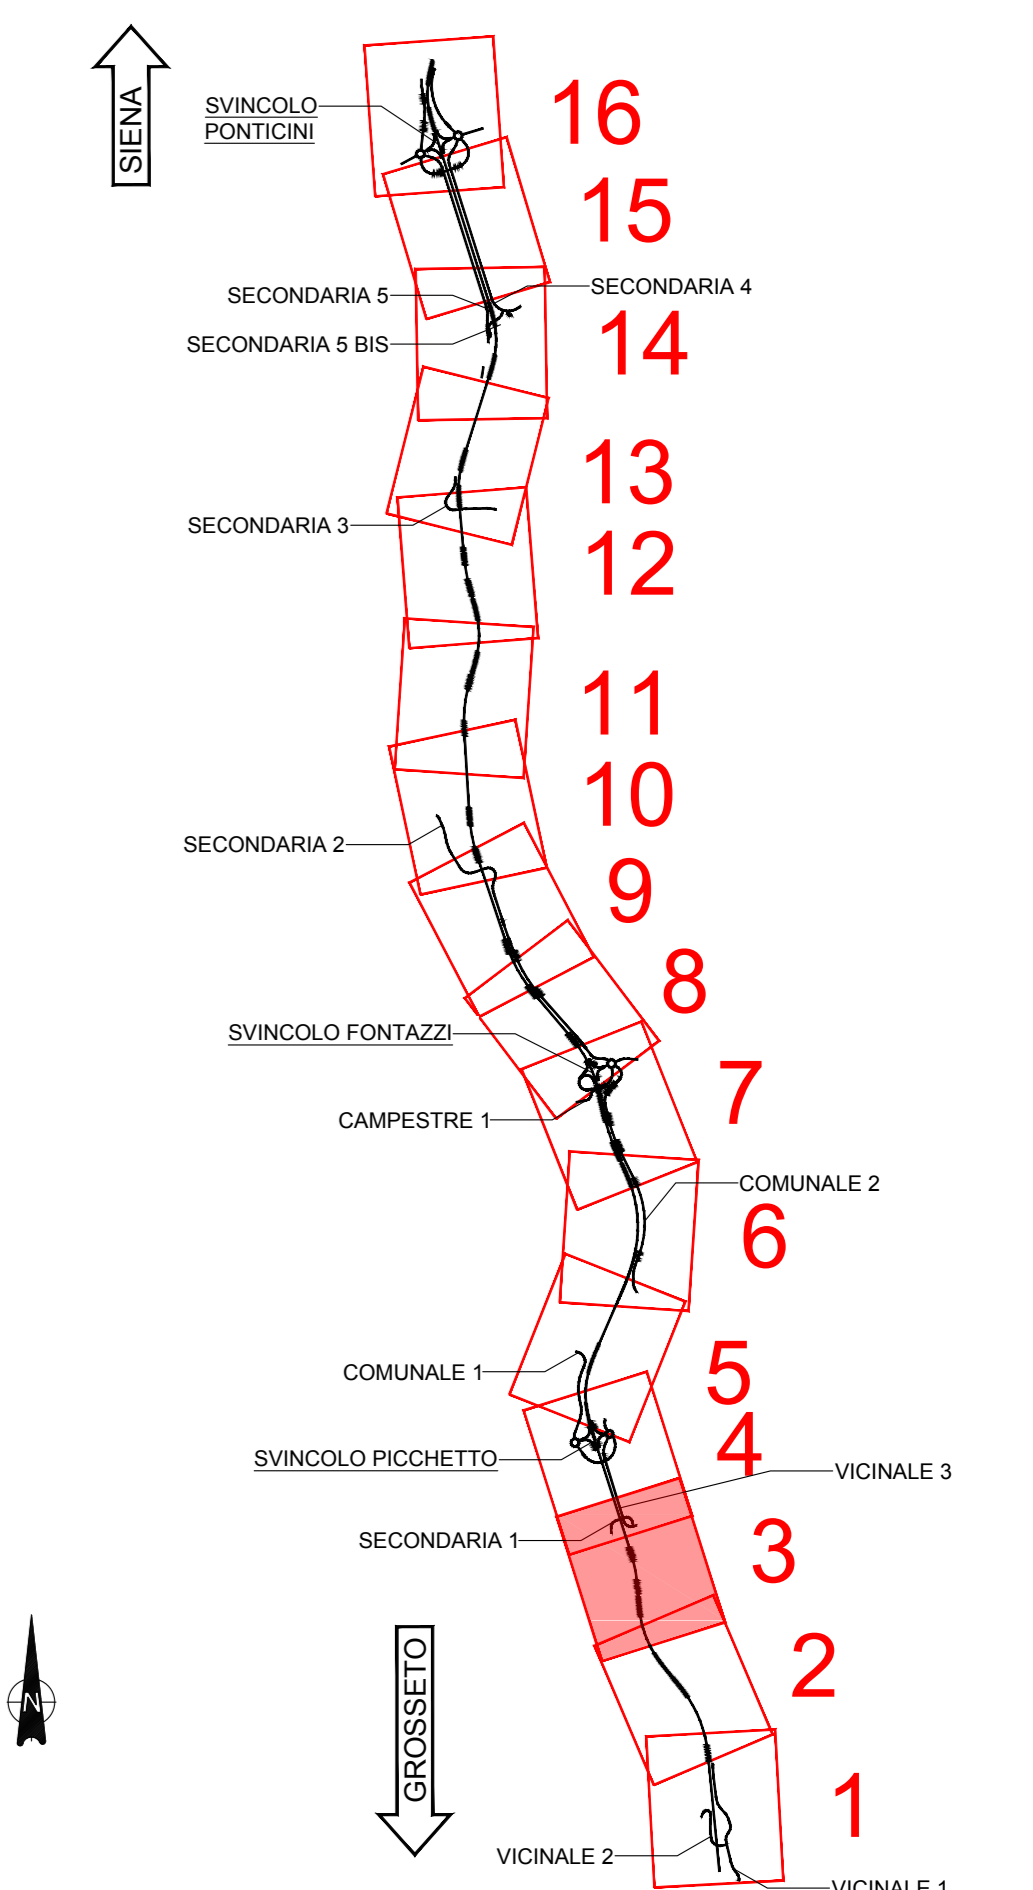 SIENA
SVINCOLO
PONTICINI
16
15
SECONDARIA 5
SECONDARIA 4
SECONDARIA 5 BIS
14
13
SECONDARIA 3
12
11
10
SECONDARIA 2
9
8
SVINCOLO FONTAZZI
7
CAMPESTRE 1
COMUNALE 2
6
COMUNALE 1
5
4
SVINCOLO PICCHETTO
VICINALE 3
SECONDARIA 1
3
2
N
GROSSETO
1
VICINALE 2
VICINALE 1